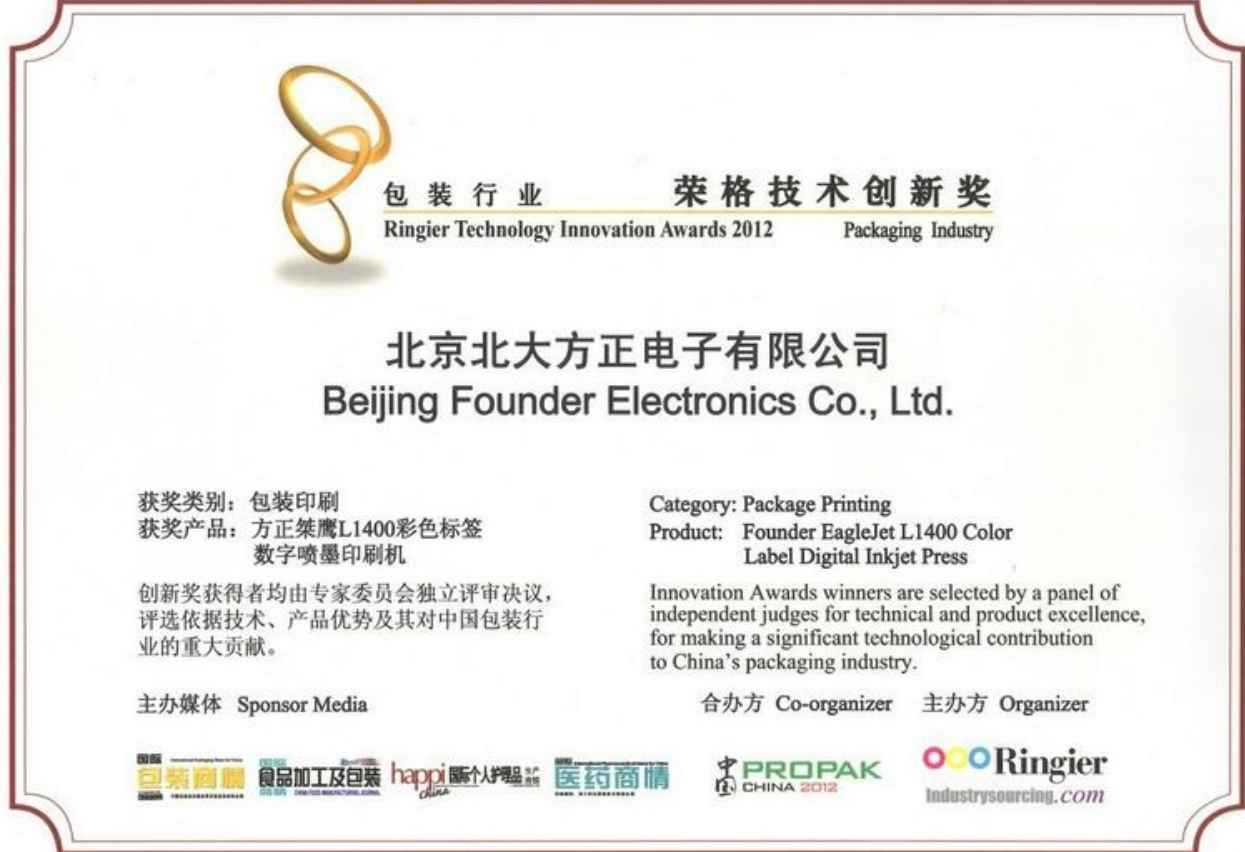 包装行业 荣格技术创新奖
Ringier Technology Innovation Awards 2012 Packaging Industry
北京北大方正电子有限公司
Beijing Founder Electronics Co., Ltd.
获奖类别：包装印刷
获奖产品：方正桀鹰L1400彩色标签
数字喷墨印刷机
创新奖获得者均由专家委员会独立评审决议，
评选依据技术、产品优势及其对中国包装行
业的重大贡献。
Category: Package Printing
Product: Founder EagleJet L1400 Color
Label Digital Inkjet Press
Innovation Awards winners are selected by a panel of
independent judges for technical and product excellence,
for making a significant technological contribution
to China's packaging industry.
主办媒体 Sponsor Media
合办方 Co-organizer 主办方 Organizer
国际
包装商情
食品加工及包装
CHINA FOOD MANUFACTURING JOURNAL
happi china 国际个人护理品
医药商情
中国 PROPAK
CHINA 2012
Ringier
Industrysourcing.com